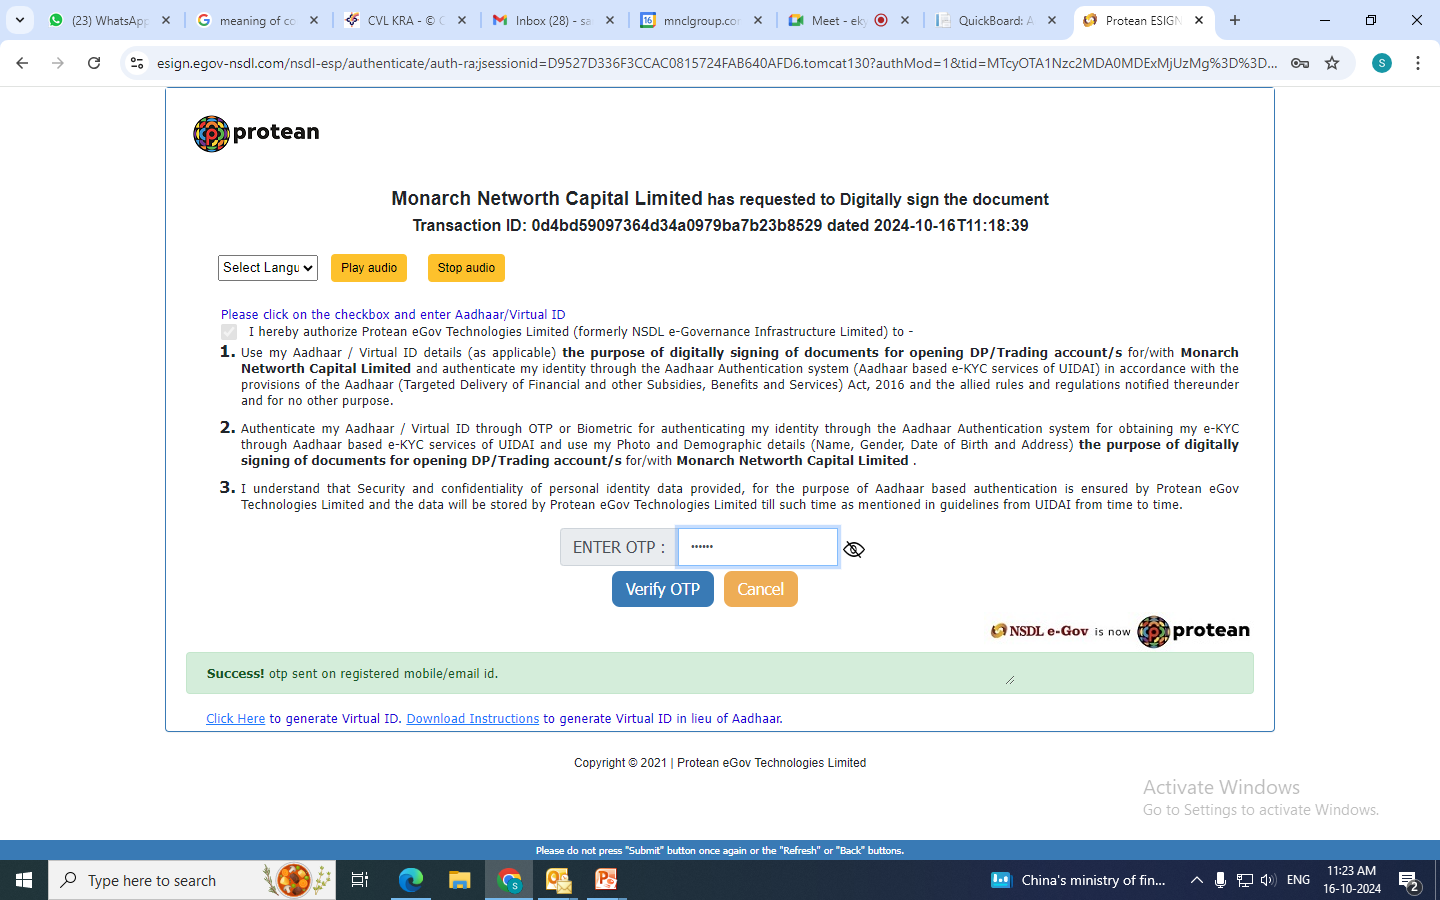 (23) WhatsApp
meaning of co
CVL KRA - ©
Inbox (28) - sa
mnclgroup.co
Meet - eky
QuickBoard: A
Protean ESIGN
esign.egov-nsdl.com/nsdl-esp/authenticate/auth-ra;jsessionid=D9527D336F3CCAC0815724FAB640AFD6.tomcat130?authMod=1&tid=MTcyOTA1Nzc2MDA0MDExMjUzMg%3D%3D...
S
protean
Monarch Networth Capital Limited has requested to Digitally sign the document
Transaction ID: 0d4bd59097364d34a0979ba7b23b8529 dated 2024-10-16T11:18:39
Select Langu
Play audio
Stop audio
Please click on the checkbox and enter Aadhaar/Virtual ID
I hereby authorize Protean eGov Technologies Limited (formerly NSDL e-Governance Infrastructure Limited) to -
1. Use my Aadhaar / Virtual ID details (as applicable) the purpose of digitally signing of documents for opening DP/Trading account/s for/with Monarch
Networth Capital Limited and authenticate my identity through the Aadhaar Authentication system (Aadhaar based e-KYC services of UIDAI) in accordance with the
provisions of the Aadhaar (Targeted Delivery of Financial and other Subsidies, Benefits and Services) Act, 2016 and the allied rules and regulations notified thereunder
and for no other purpose.
2. Authenticate my Aadhaar / Virtual ID through OTP or Biometric for authenticating my identity through the Aadhaar Authentication system for obtaining my e-KYC
through Aadhaar based e-KYC services of UIDAI and use my Photo and Demographic details (Name, Gender, Date of Birth and Address) the purpose of digitally
signing of documents for opening DP/Trading account/s for/with Monarch Networth Capital Limited .
3. I understand that Security and confidentiality of personal identity data provided, for the purpose of Aadhaar based authentication is ensured by Protean eGov
Technologies Limited and the data will be stored by Protean eGov Technologies Limited till such time as mentioned in guidelines from UIDAI from time to time.
ENTER OTP : ••••••
Verify OTP
Cancel
NSDL e-Gov is now protean
Success! otp sent on registered mobile/email id.
Click Here to generate Virtual ID. Download Instructions to generate Virtual ID in lieu of Aadhaar.
Copyright © 2021 | Protean eGov Technologies Limited
Activate Windows
Go to Settings to activate Windows.
Please do not press "Submit" button once again or the "Refresh" or "Back" buttons.
Type here to search
China's ministry of fin...
ENG
11:23 AM
16-10-2024
2